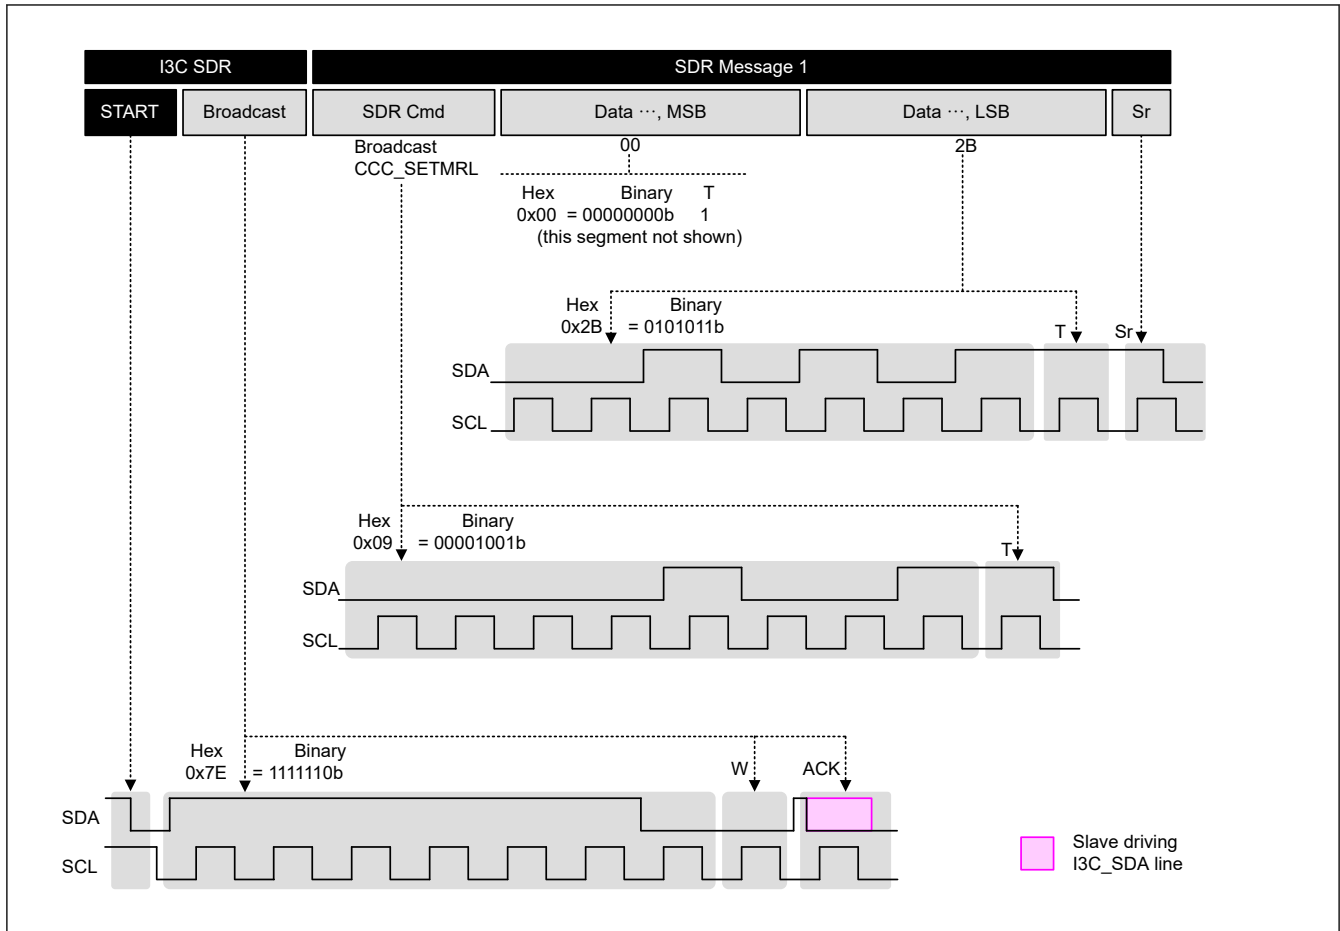 I3C SDR
SDR Message 1
START
Broadcast
SDR Cmd
Data ···, MSB
Data ···, LSB
Sr
Broadcast
CCC_SETMRL
00
2B
Hex Binary T
0x00 = 00000000b 1
(this segment not shown)
Hex Binary
0x2B = 0101011b
T
Sr
SDA
SCL
Hex Binary
0x09 = 00001001b
T
SDA
SCL
Hex Binary
0x7E = 1111110b
W
ACK
SDA
SCL
Slave driving
I3C_SDA line